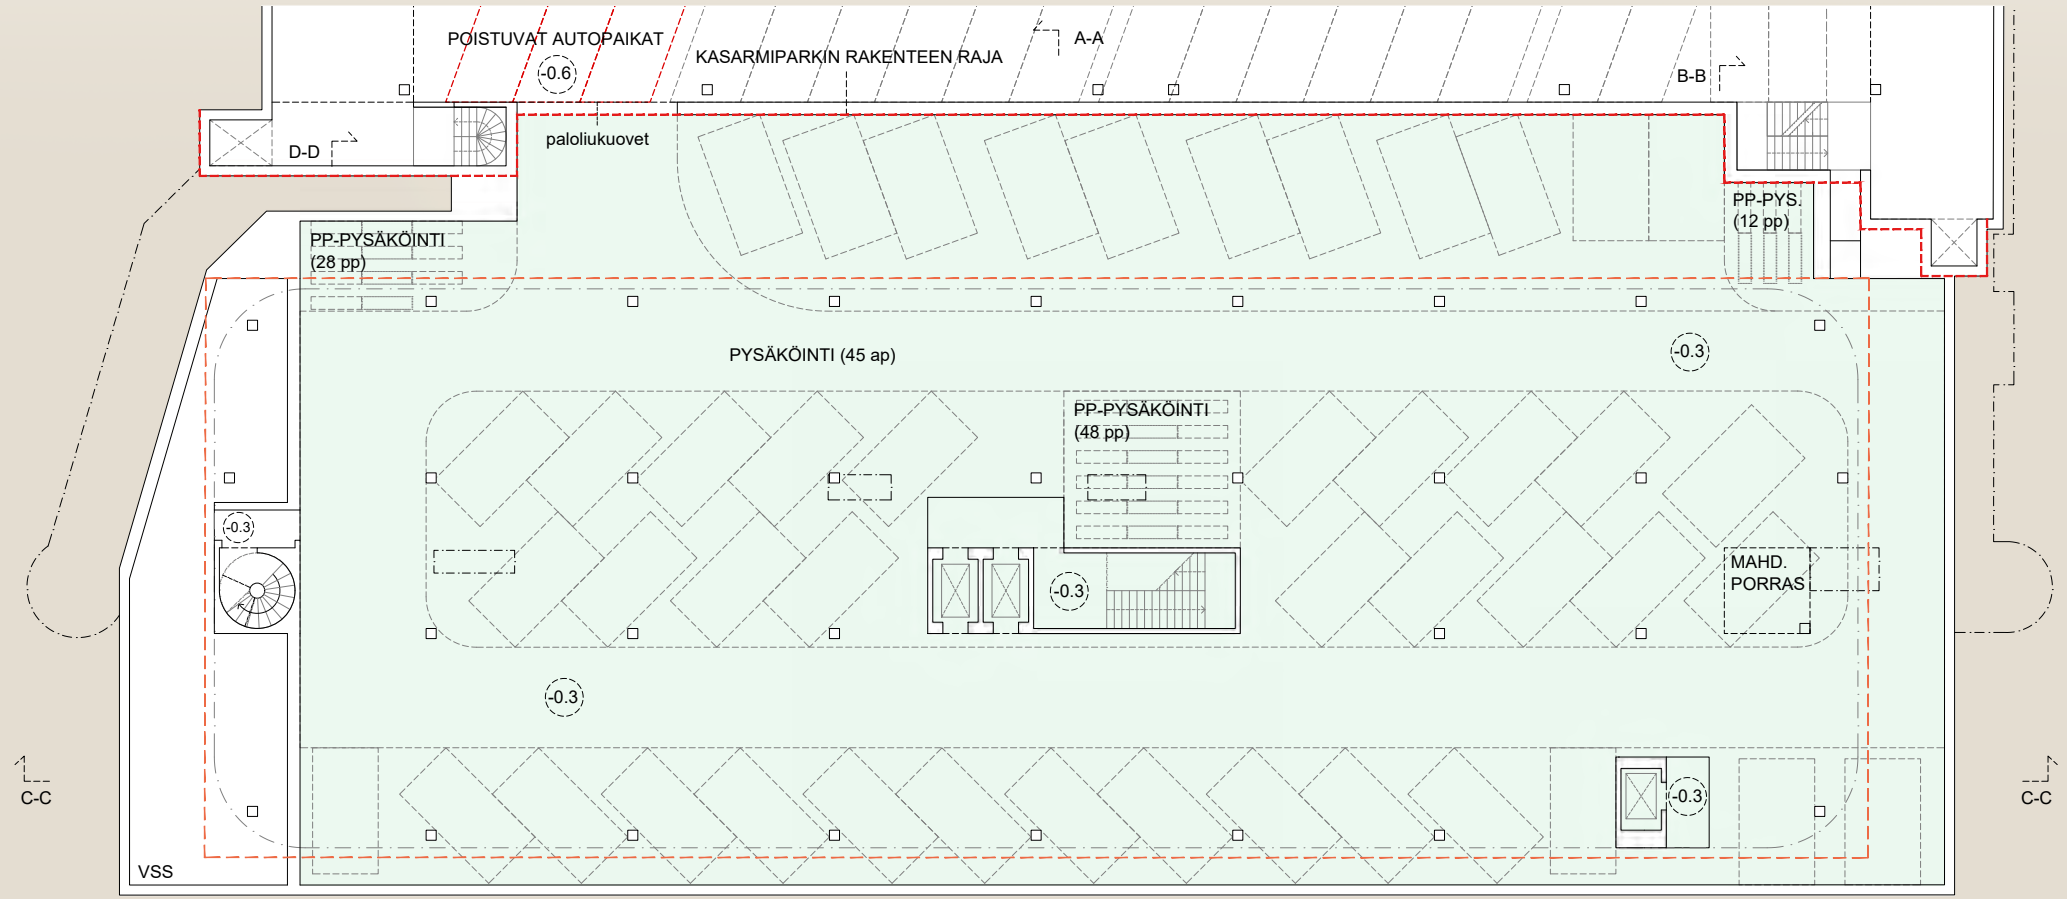 POISTUVAT AUTOPAIKAT
A-A
KASARMIPARKIN RAKENTEEN RAJA
-0.6
B-B
paloliukuovet
D-D
PP-PYS.
(12 pp)
PP-PYSÄKÖINTI
(28 pp)
PYSÄKÖINTI (45 ap)
-0.3
PP-PYSÄKÖINTI
(48 pp)
-0.3
MAHD.
PORRAS
-0.3
-0.3
-0.3
C-C
C-C
VSS